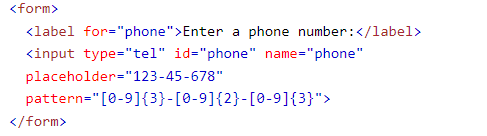 <form>
<label for="phone">Enter a phone number:</label>
<input type="tel" id="phone" name="phone"
placeholder="123-45-678"
pattern="[0-9]{3}-[0-9]{2}-[0-9]{3}">
</form>